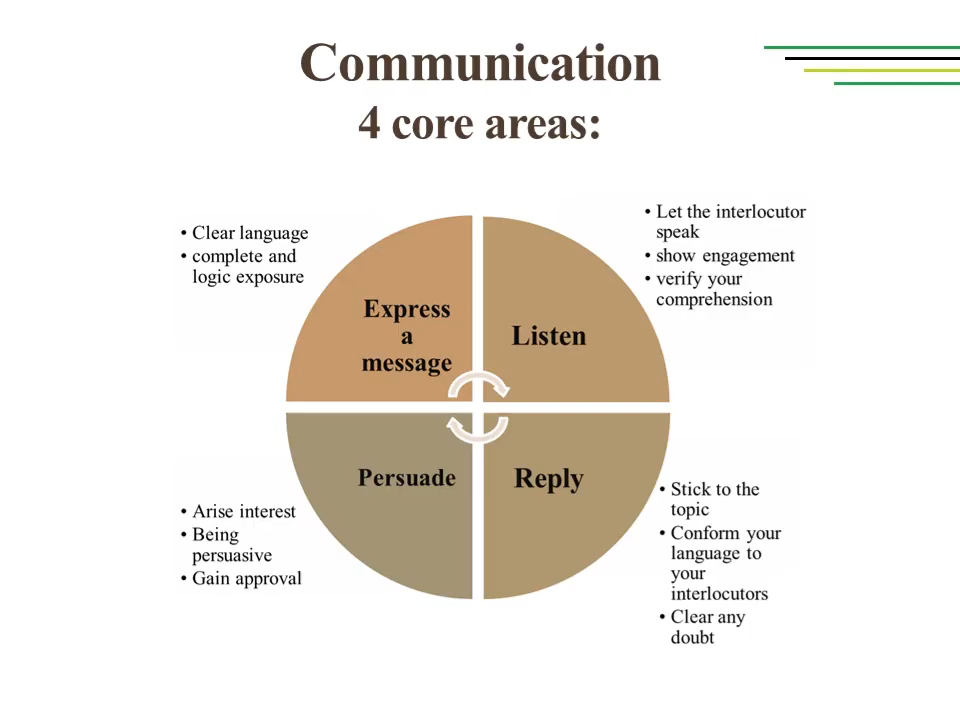 Communication
4 core areas:
• Clear language
• complete and
logic exposure
Express
a
message
Listen
• Let the interlocutor
speak
• show engagement
• verify your
comprehension
Persuade
• Arise interest
• Being
persuasive
• Gain approval
Reply
• Stick to the
topic
• Conform your
language to
your
interlocutors
• Clear any
doubt